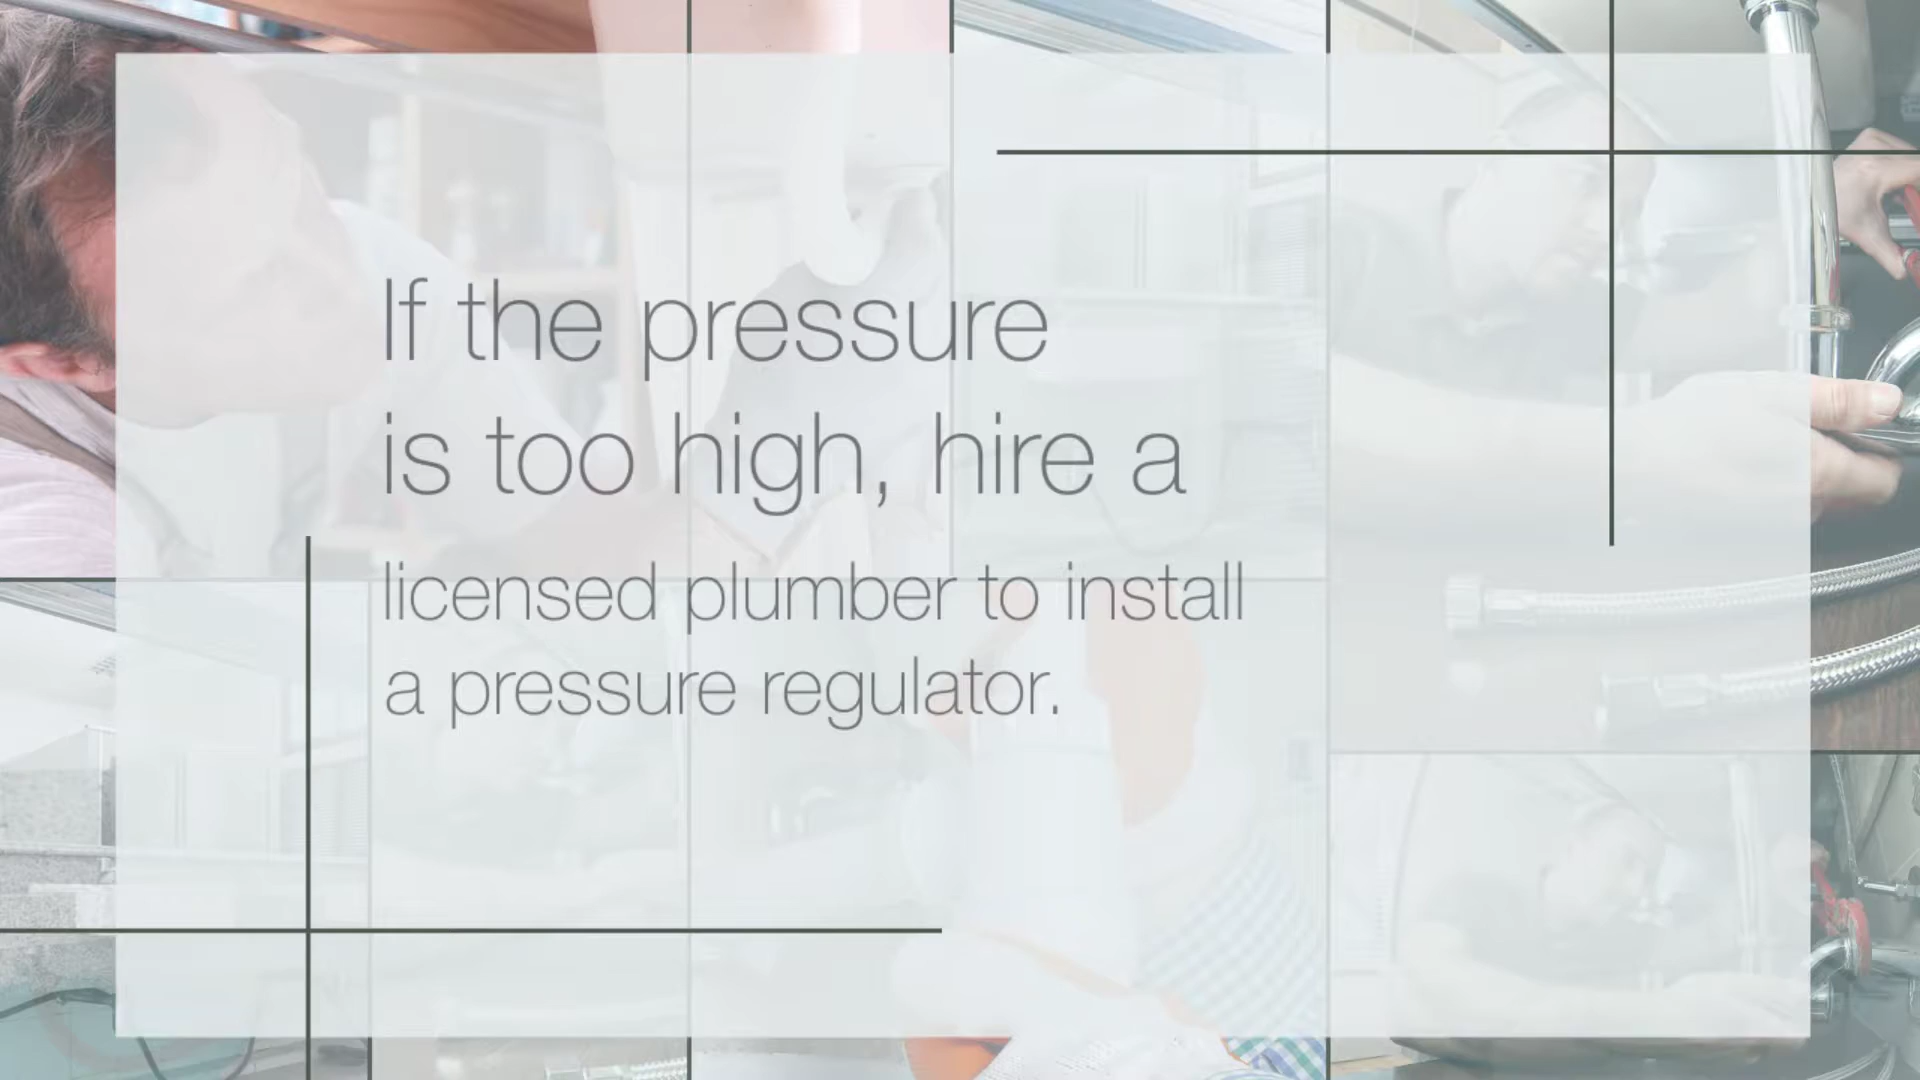 If the pressure
is too high, hire a
licensed plumber to install
a pressure regulator.